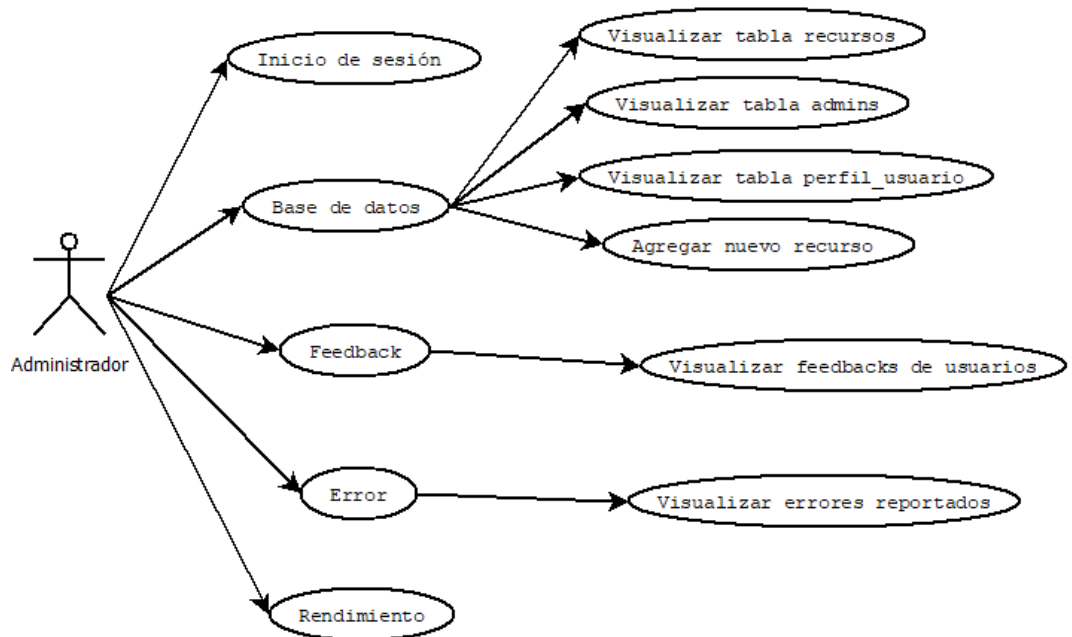 Visualizar tabla recursos
Inicio de sesión
Visualizar tabla admins
Visualizar tabla perfil_usuario
Base de datos
Agregar nuevo recurso
Administrador
Feedback
Visualizar feedbacks de usuarios
Error
Visualizar errores reportados
Rendimiento